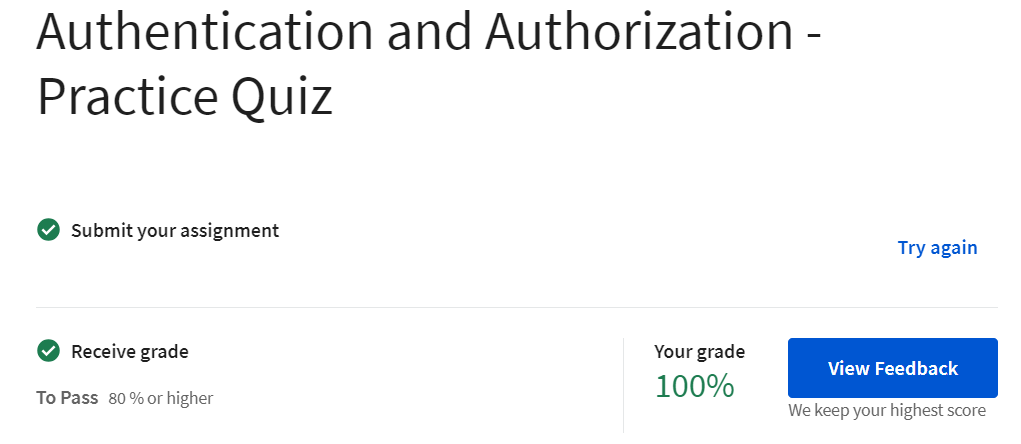 Authentication and Authorization -
Practice Quiz
Submit your assignment
Try again
Receive grade
To Pass 80 % or higher
Your grade
100%
View Feedback
We keep your highest score